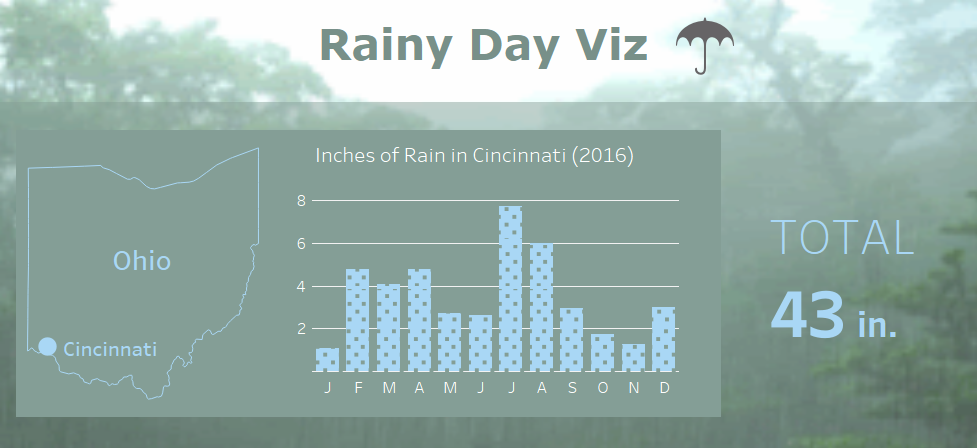 Rainy Day Viz
Ohio
Cincinnati
Inches of Rain in Cincinnati (2016)
8
6
4
2
J F M A M J J A S O N D
TOTAL
43 in.